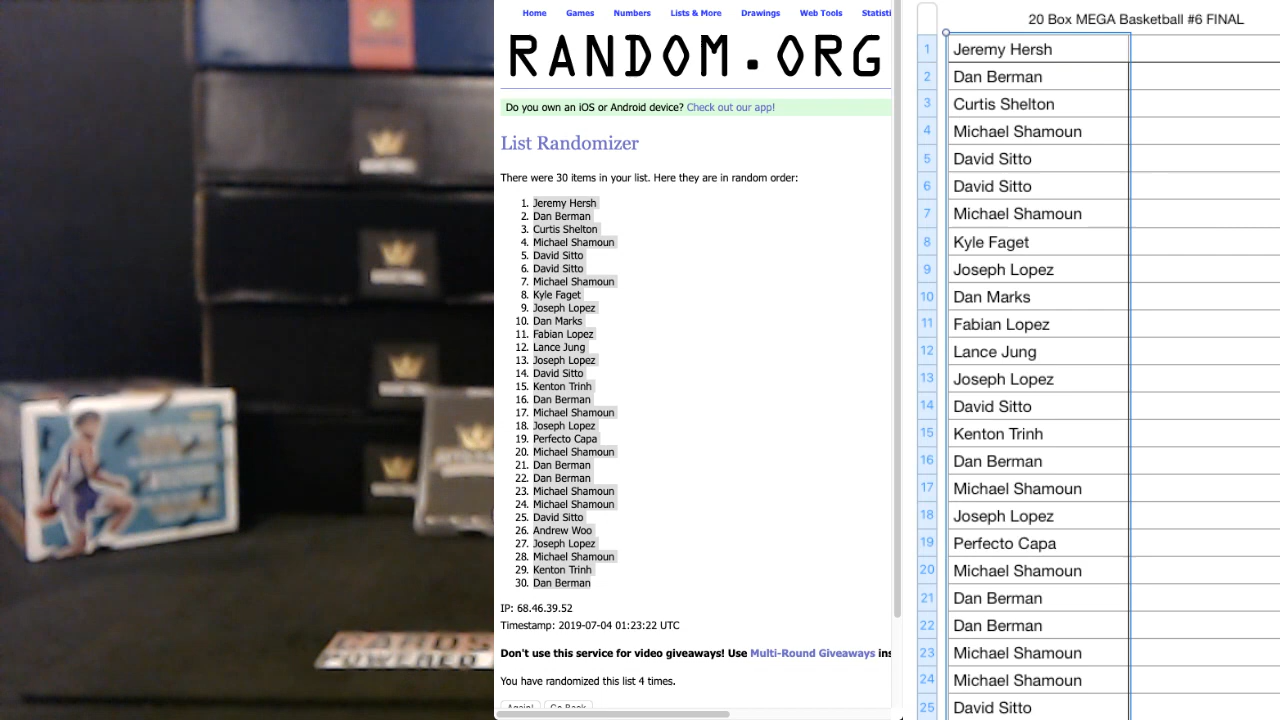 Home Games Numbers Lists & More Drawings Web Tools Statisti
RANDOM.ORG
Do you own an iOS or Android device? Check out our app!
List Randomizer
There were 30 items in your list. Here they are in random order:
1. Jeremy Hersh
2. Dan Berman
3. Curtis Shelton
4. Michael Shamoun
5. David Sitto
6. David Sitto
7. Michael Shamoun
8. Kyle Faget
9. Joseph Lopez
10. Dan Marks
11. Fabian Lopez
12. Lance Jung
13. Joseph Lopez
14. David Sitto
15. Kenton Trinh
16. Dan Berman
17. Michael Shamoun
18. Joseph Lopez
19. Perfecto Capa
20. Michael Shamoun
21. Dan Berman
22. Dan Berman
23. Michael Shamoun
24. Michael Shamoun
25. David Sitto
26. Andrew Woo
27. Joseph Lopez
28. Michael Shamoun
29. Kenton Trinh
30. Dan Berman
IP: 68.46.39.52
Timestamp: 2019-07-04 01:23:22 UTC
Don't use this service for video giveaways! Use Multi-Round Giveaways ins
You have randomized this list 4 times.
Again! Go Back
20 Box MEGA Basketball #6 FINAL
1 Jeremy Hersh
2 Dan Berman
3 Curtis Shelton
4 Michael Shamoun
5 David Sitto
6 David Sitto
7 Michael Shamoun
8 Kyle Faget
9 Joseph Lopez
10 Dan Marks
11 Fabian Lopez
12 Lance Jung
13 Joseph Lopez
14 David Sitto
15 Kenton Trinh
16 Dan Berman
17 Michael Shamoun
18 Joseph Lopez
19 Perfecto Capa
20 Michael Shamoun
21 Dan Berman
22 Dan Berman
23 Michael Shamoun
24 Michael Shamoun
25 David Sitto